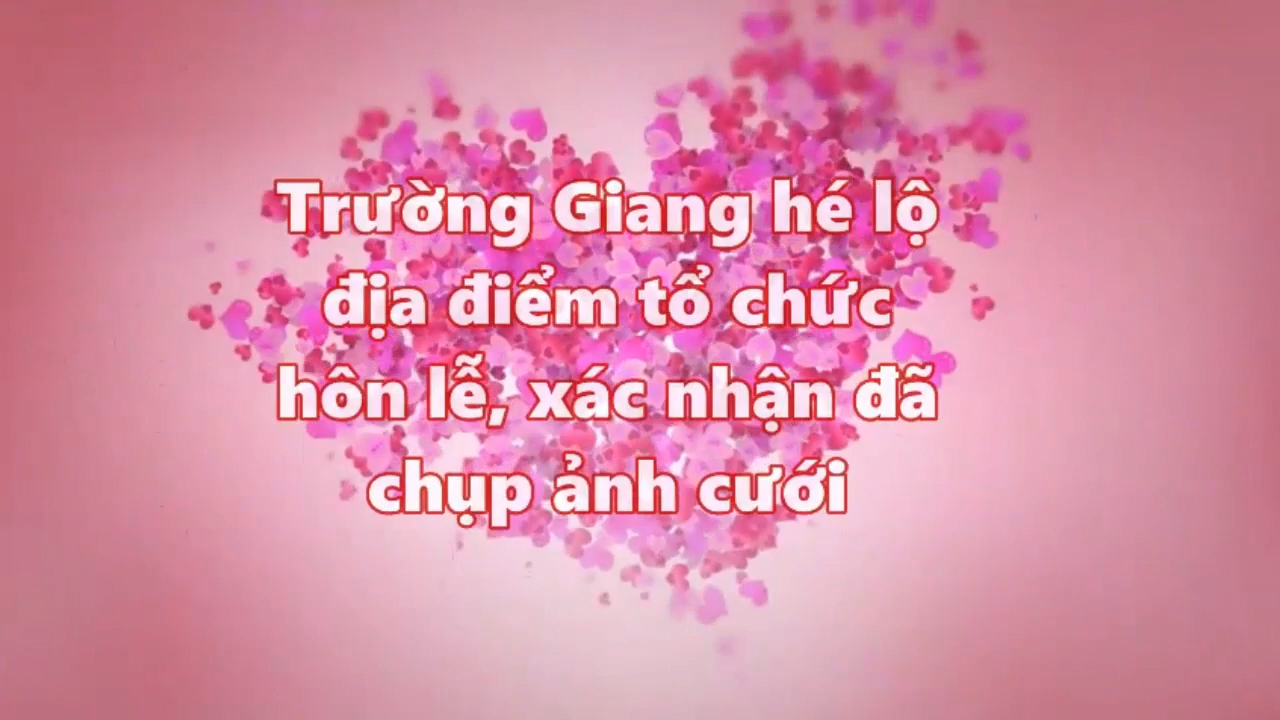 Trường Giang hé lộ
địa điểm tổ chức
hôn lễ, xác nhận đã
chụp ảnh cưới